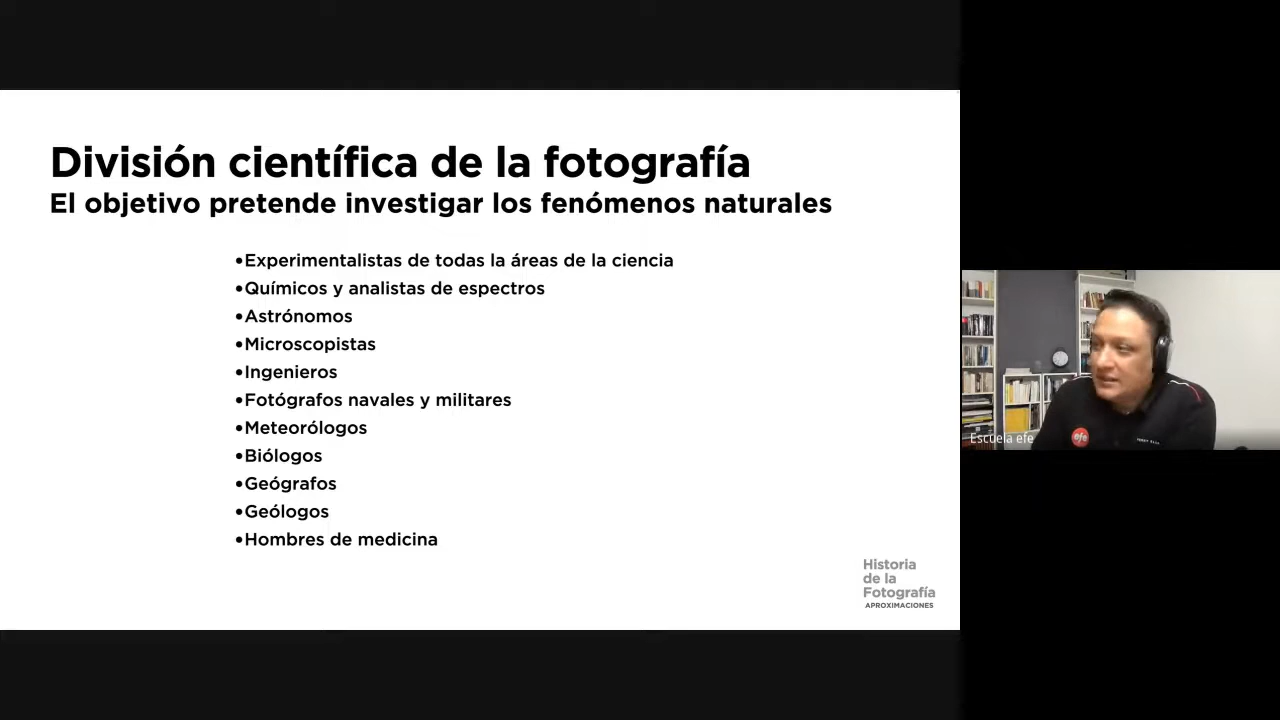 División científica de la fotografía
El objetivo pretende investigar los fenómenos naturales
•Experimentalistas de todas la áreas de la ciencia
•Químicos y analistas de espectros
•Astrónomos
•Microscopistas
•Ingenieros
•Fotógrafos navales y militares
•Meteorólogos
•Biólogos
•Geógrafos
•Geólogos
•Hombres de medicina
Historia
de la
Fotografía
APROXIMACIONES
Escuela efe
efe